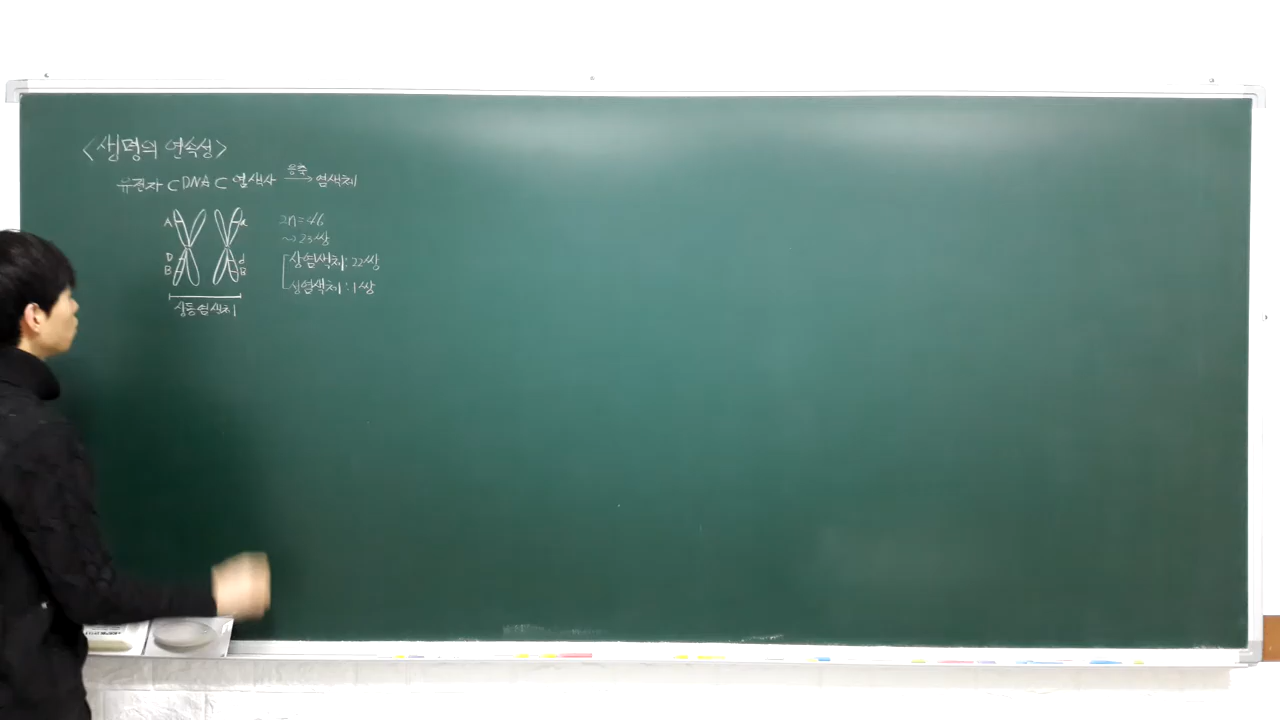 <생명의 연속성>
유전자 ⊂ DNA ⊂ 염색사 응축→ 염색체
A a
D d
B B
상동염색체
2n=46
→23쌍
상염색체: 22쌍
성염색체: 1쌍